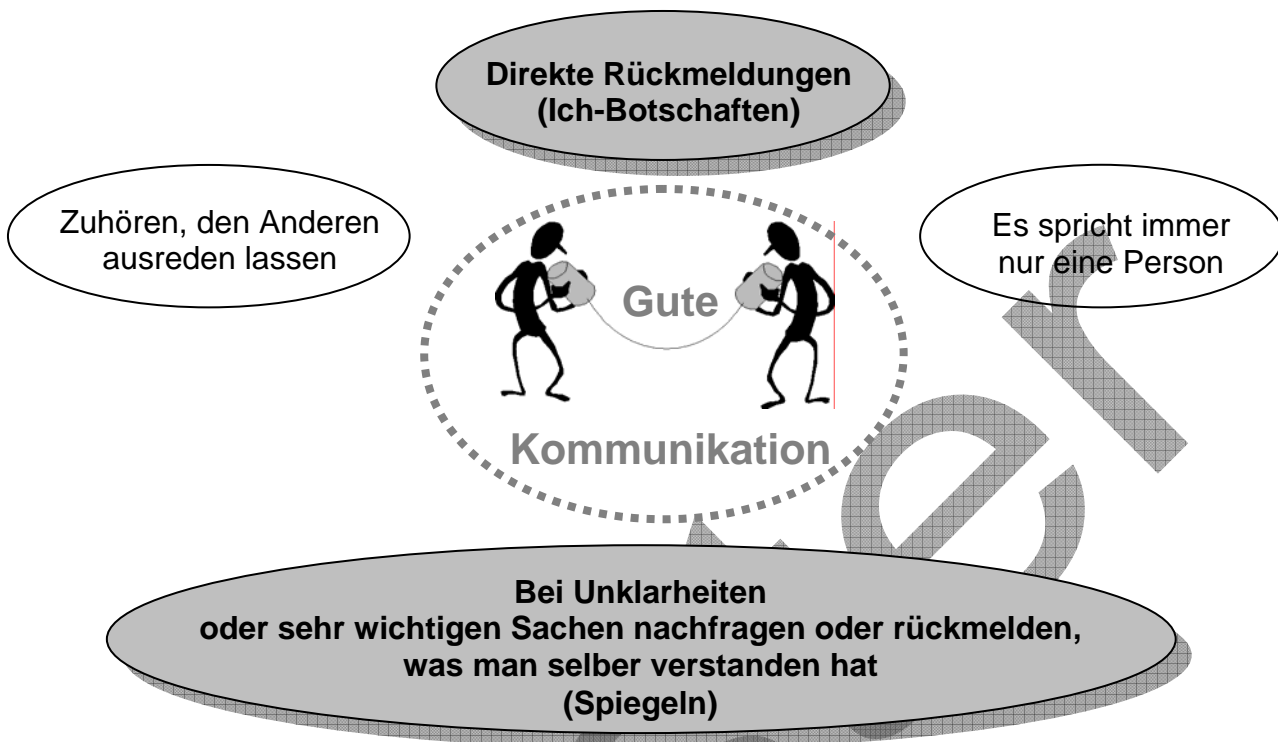 Direkte Rückmeldungen
(Ich-Botschaften)
Zuhören, den Anderen
ausreden lassen
Es spricht immer
nur eine Person
Gute
Kommunikation
Bei Unklarheiten
oder sehr wichtigen Sachen nachfragen oder rückmelden,
was man selber verstanden hat
(Spiegeln)